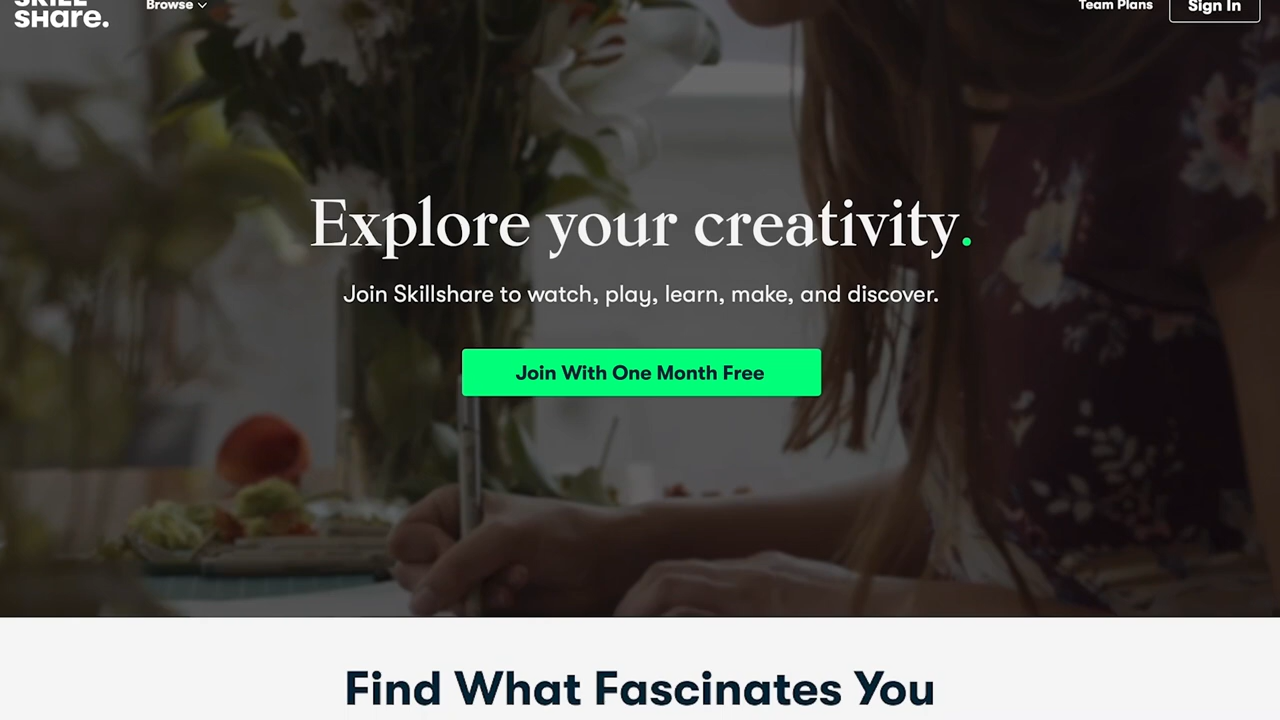 SKILL
SHare.
Browse
Team Plans
Sign In
Explore your creativity.
Join Skillshare to watch, play, learn, make, and discover.
Join With One Month Free
Find What Fascinates You